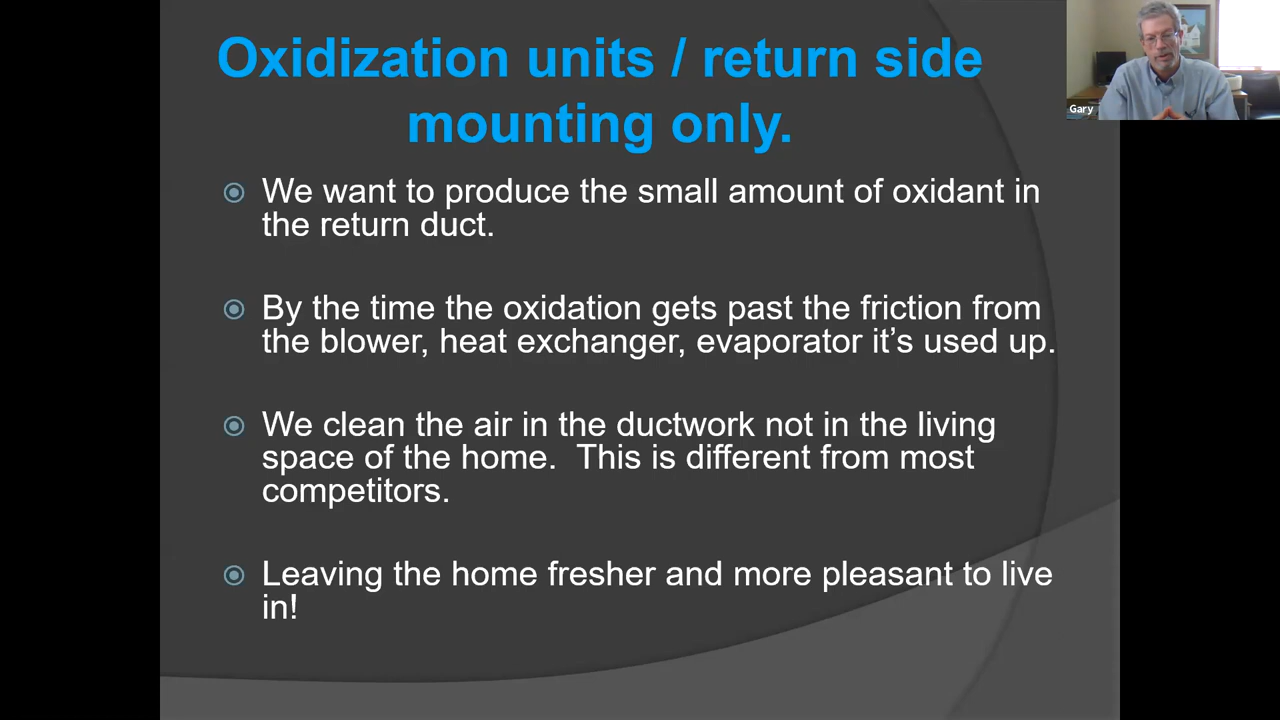 Oxidization units / return side
mounting only.
We want to produce the small amount of oxidant in
the return duct.
By the time the oxidation gets past the friction from
the blower, heat exchanger, evaporator it's used up.
We clean the air in the ductwork not in the living
space of the home.  This is different from most
competitors.
Leaving the home fresher and more pleasant to live
in!
Gary